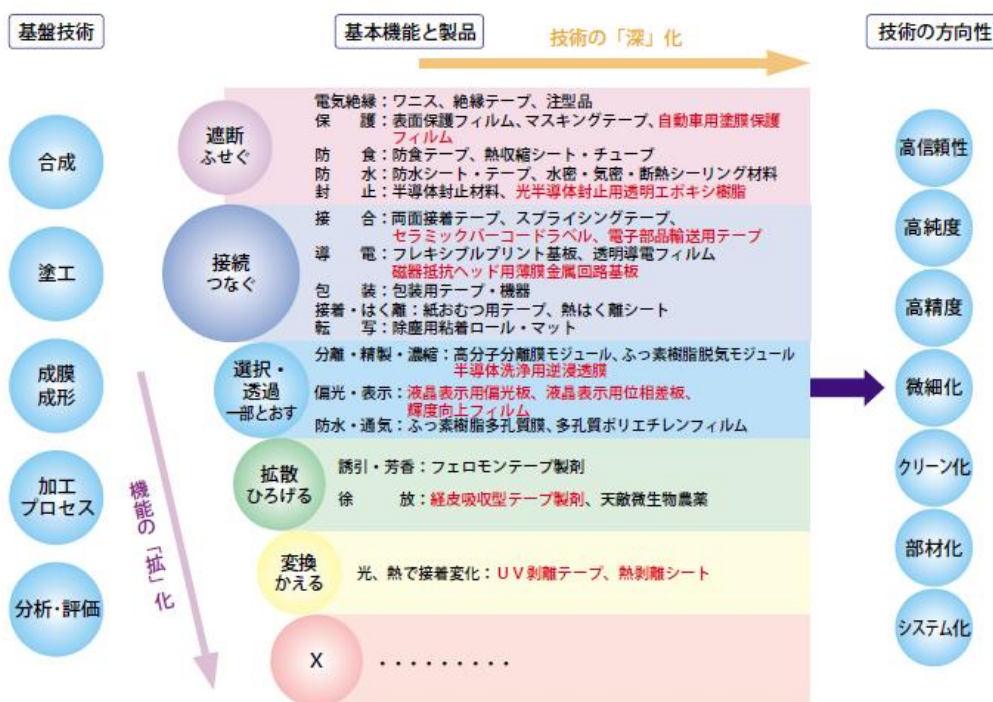 基盤技術
基本機能と製品
技術の「深」化
技術の方向性
合成
塗工
成膜
成形
加工
プロセス
分析・評価
機能の「拡」化
遮断
ふせぐ
電気絶縁：ワニス、絶縁テープ、注型品
保　　護：表面保護フィルム、マスキングテープ、自動車用塗膜保護
フィルム
防　　食：防食テープ、熱収縮シート・チューブ
防　　水：防水シート・テープ、水密・気密・断熱シーリング材料
封　　止：半導体封止材料、光半導体封止用透明エポキシ樹脂
接続
つなぐ
接　　合：両面接着テープ、スプライシングテープ、
セラミックバーコードラベル、電子部品輸送用テープ
導　　電：フレキシブルプリント基板、透明導電フィルム
磁器抵抗ヘッド用薄膜金属回路基板
包　　装：包装用テープ・機器
接着・はく離：紙おむつ用テープ、熱はく離シート
転　　写：除塵用粘着ロール・マット
選択・
透過
一部とおす
分離・精製・濃縮：高分子分離膜モジュール、ふっ素樹脂脱気モジュール
半導体洗浄用逆浸透膜
偏光・表示：液晶表示用偏光板、液晶表示用位相差板、
輝度向上フィルム
防水・通気：ふっ素樹脂多孔質膜、多孔質ポリエチレンフィルム
拡散
ひろげる
誘引・芳香：フェロモンテープ製剤
徐　　放：経皮吸収型テープ製剤、天敵微生物農薬
変換
かえる
光、熱で接着変化：ＵＶ剥離テープ、熱剥離シート
X
・・・・・・・・・
高信頼性
高純度
高精度
微細化
クリーン化
部材化
システム化